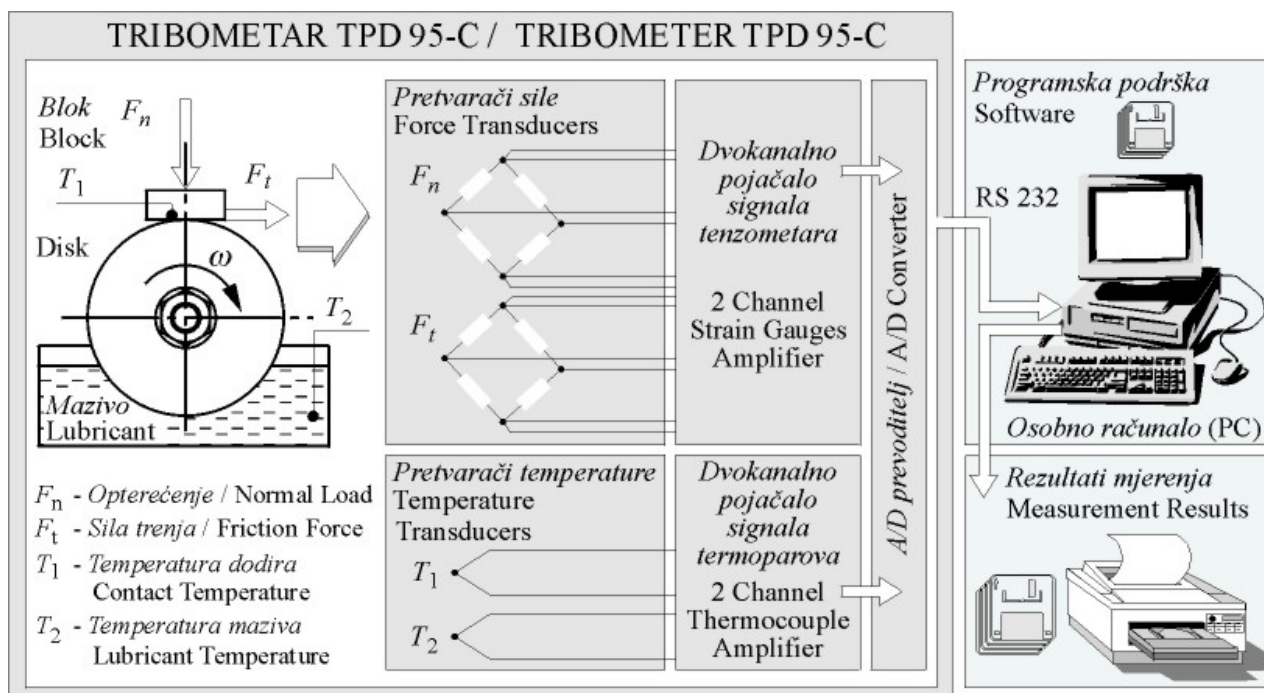 TRIBOMETAR TPD 95-C / TRIBOMETER TPD 95-C
Blok
Block
Fn
T1
Ft
Disk
ω
T2
Mazivo
Lubricant
Fn - Opterećenje / Normal Load
Ft - Sila trenja / Friction Force
T1 - Temperatura dodira
Contact Temperature
T2 - Temperatura maziva
Lubricant Temperature
Pretvarači sile
Force Transducers
Fn
Ft
Dvokanalno
pojačalo
signala
tenzometara
2 Channel
Strain Gauges
Amplifier
Pretvarači temperature
Temperature
Transducers
T1
T2
Dvokanalno
pojačalo
signala
termoparova
2 Channel
Thermocouple
Amplifier
A/D prevoditelj / A/D Converter
Programska podrška
Software
RS 232
Osobno računalo (PC)
Rezultati mjerenja
Measurement Results